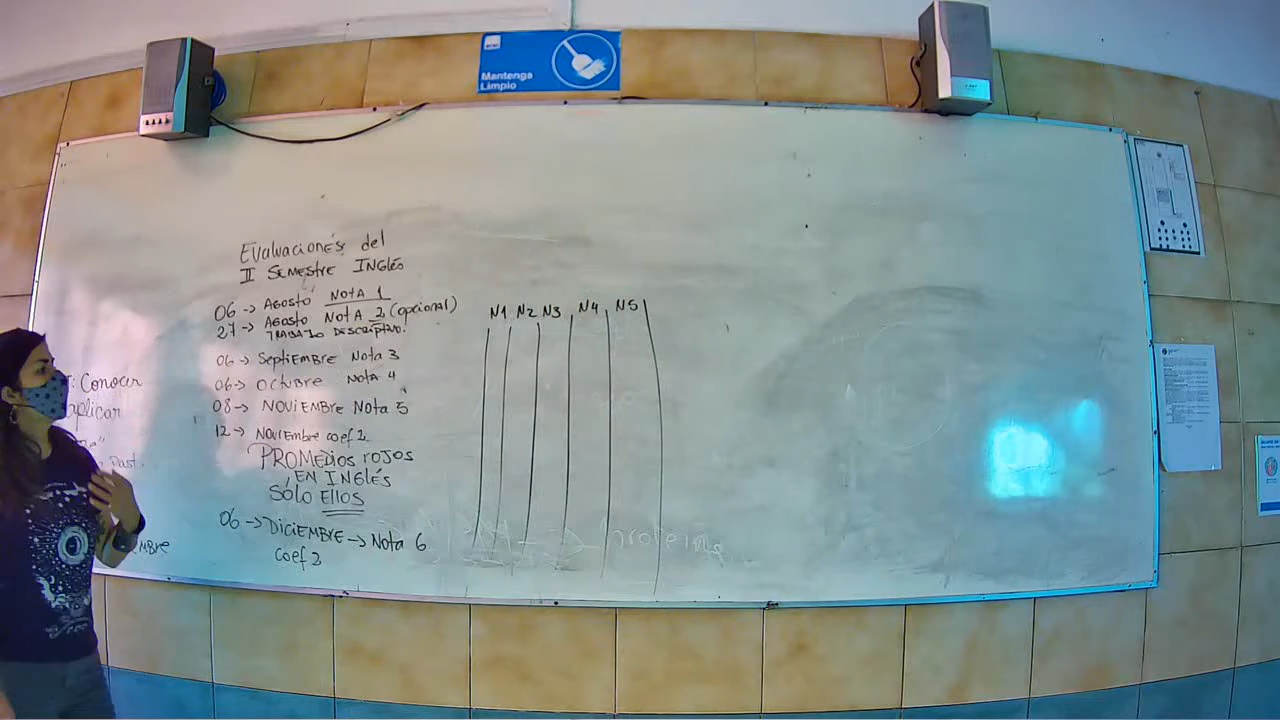 Mantenga
Limpio
Evaluaciones del
II SEMESTRE INGLÉS
06 → AGOSTO NOTA 1
27 → AGOSTO NOTA 2 (opcional)
TRABAJO DESCRIPTIVO.
06 → Septiembre Nota 3
06 → Octubre Nota 4
08 → NOVIEMBRE Nota 5
12 → Noviembre coef 2
PROMEDIOS ROJOS
EN INGLÉS
SÓLO ELLOS
06 → DICIEMBRE → Nota 6
coef 2
N1 N2 N3 N4 N5
: Conocer
plicar
Past.
MBRE